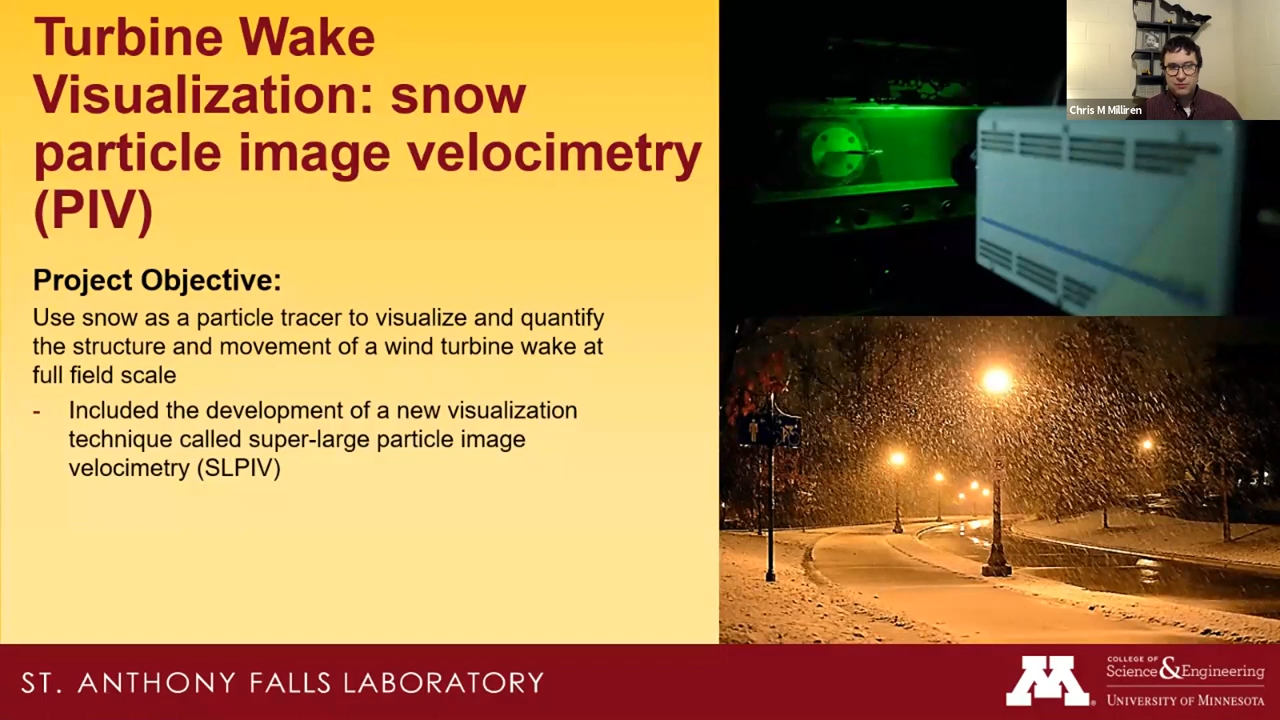 Turbine Wake
Visualization: snow
particle image velocimetry
(PIV)
Project Objective:
Use snow as a particle tracer to visualize and quantify
the structure and movement of a wind turbine wake at
full field scale
- Included the development of a new visualization
technique called super-large particle image
velocimetry (SLPIV)
Chris M Milliren
ST. ANTHONY FALLS LABORATORY
M
COLLEGE OF
Science & Engineering
UNIVERSITY OF MINNESOTA